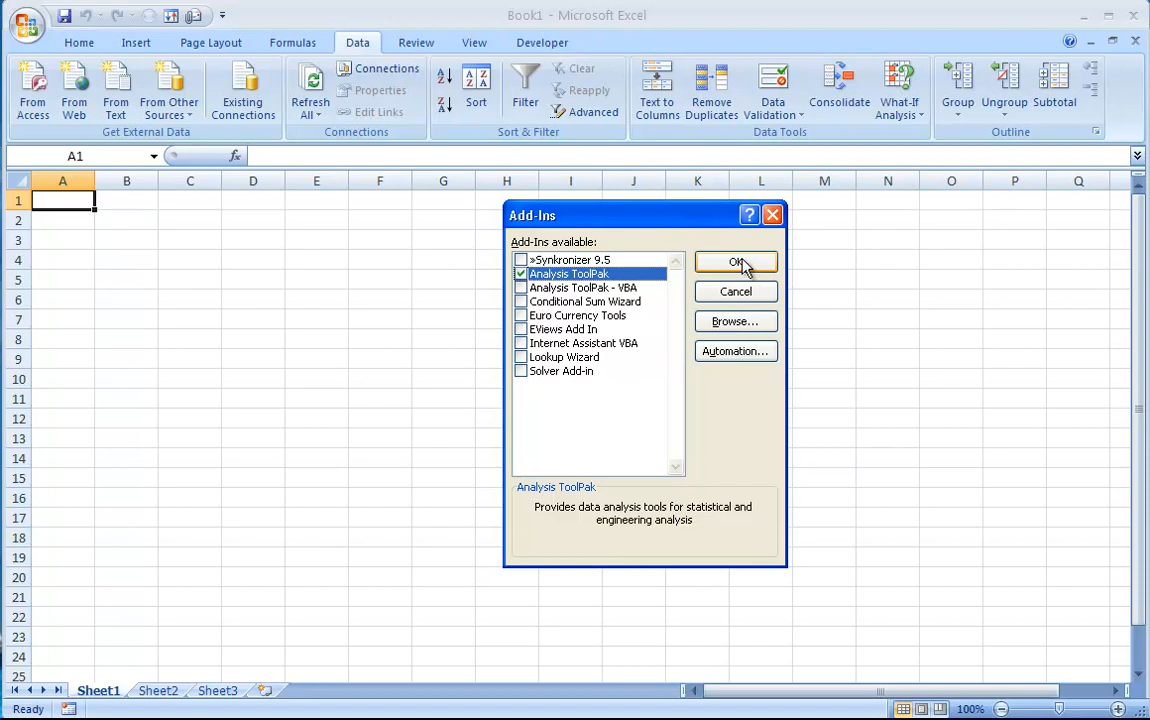 Book1 - Microsoft Excel
Home Insert Page Layout Formulas Data Review View Developer
From Access
From Web
From Text
From Other Sources
Existing Connections
Get External Data
Refresh All
Connections
Properties
Edit Links
Connections
A Z
Z A
Sort
Filter
Clear
Reapply
Advanced
Sort & Filter
Text to Columns
Remove Duplicates
Data Validation
Consolidate
What-If Analysis
Data Tools
Group
Ungroup
Subtotal
Outline
A1
fx
A B C D E F G H I J K L M N O P Q
1
2
3
4
5
6
7
8
9
10
11
12
13
14
15
16
17
18
19
20
21
22
23
24
25
Add-Ins
Add-Ins available:
»Synkronizer 9.5
Analysis ToolPak
Analysis ToolPak - VBA
Conditional Sum Wizard
Euro Currency Tools
EViews Add In
Internet Assistant VBA
Lookup Wizard
Solver Add-in
OK
Cancel
Browse...
Automation...
Analysis ToolPak
Provides data analysis tools for statistical and
engineering analysis
Sheet1 Sheet2 Sheet3
Ready
100%